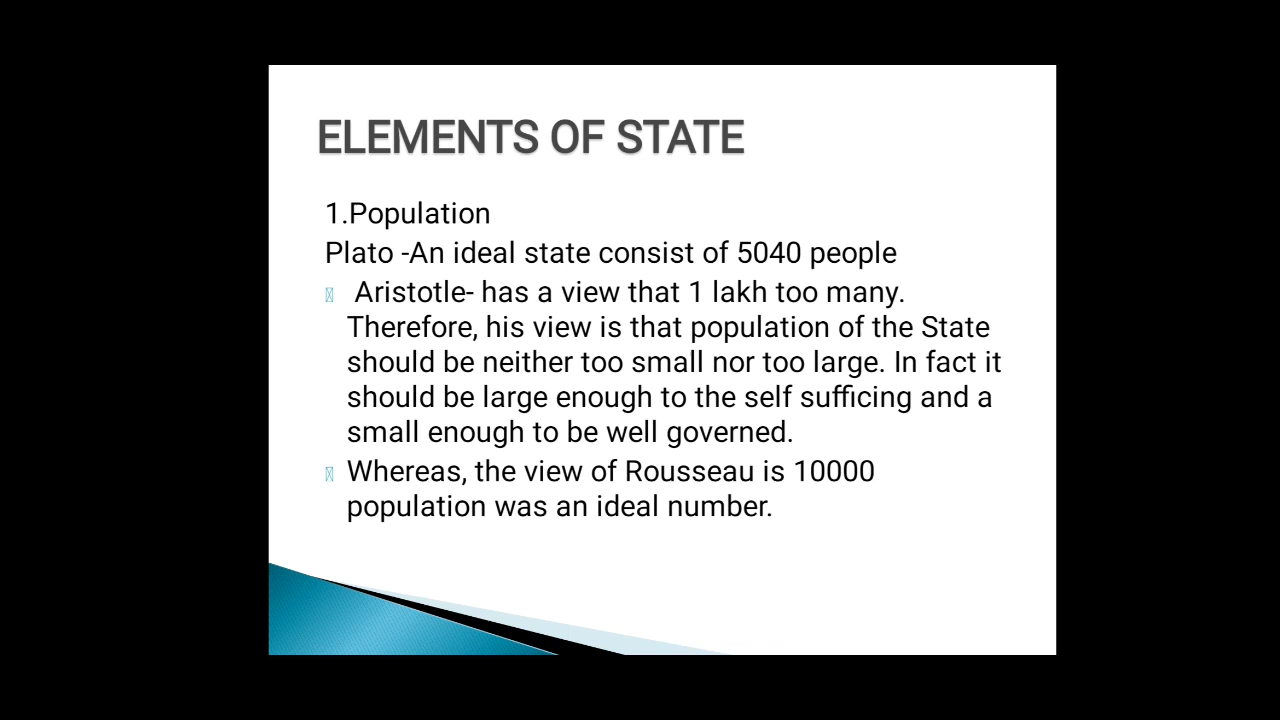 ELEMENTS OF STATE
1.Population
Plato -An ideal state consist of 5040 people
Aristotle- has a view that 1 lakh too many.
Therefore, his view is that population of the State
should be neither too small nor too large. In fact it
should be large enough to the self sufficing and a
small enough to be well governed.
Whereas, the view of Rousseau is 10000
population was an ideal number.